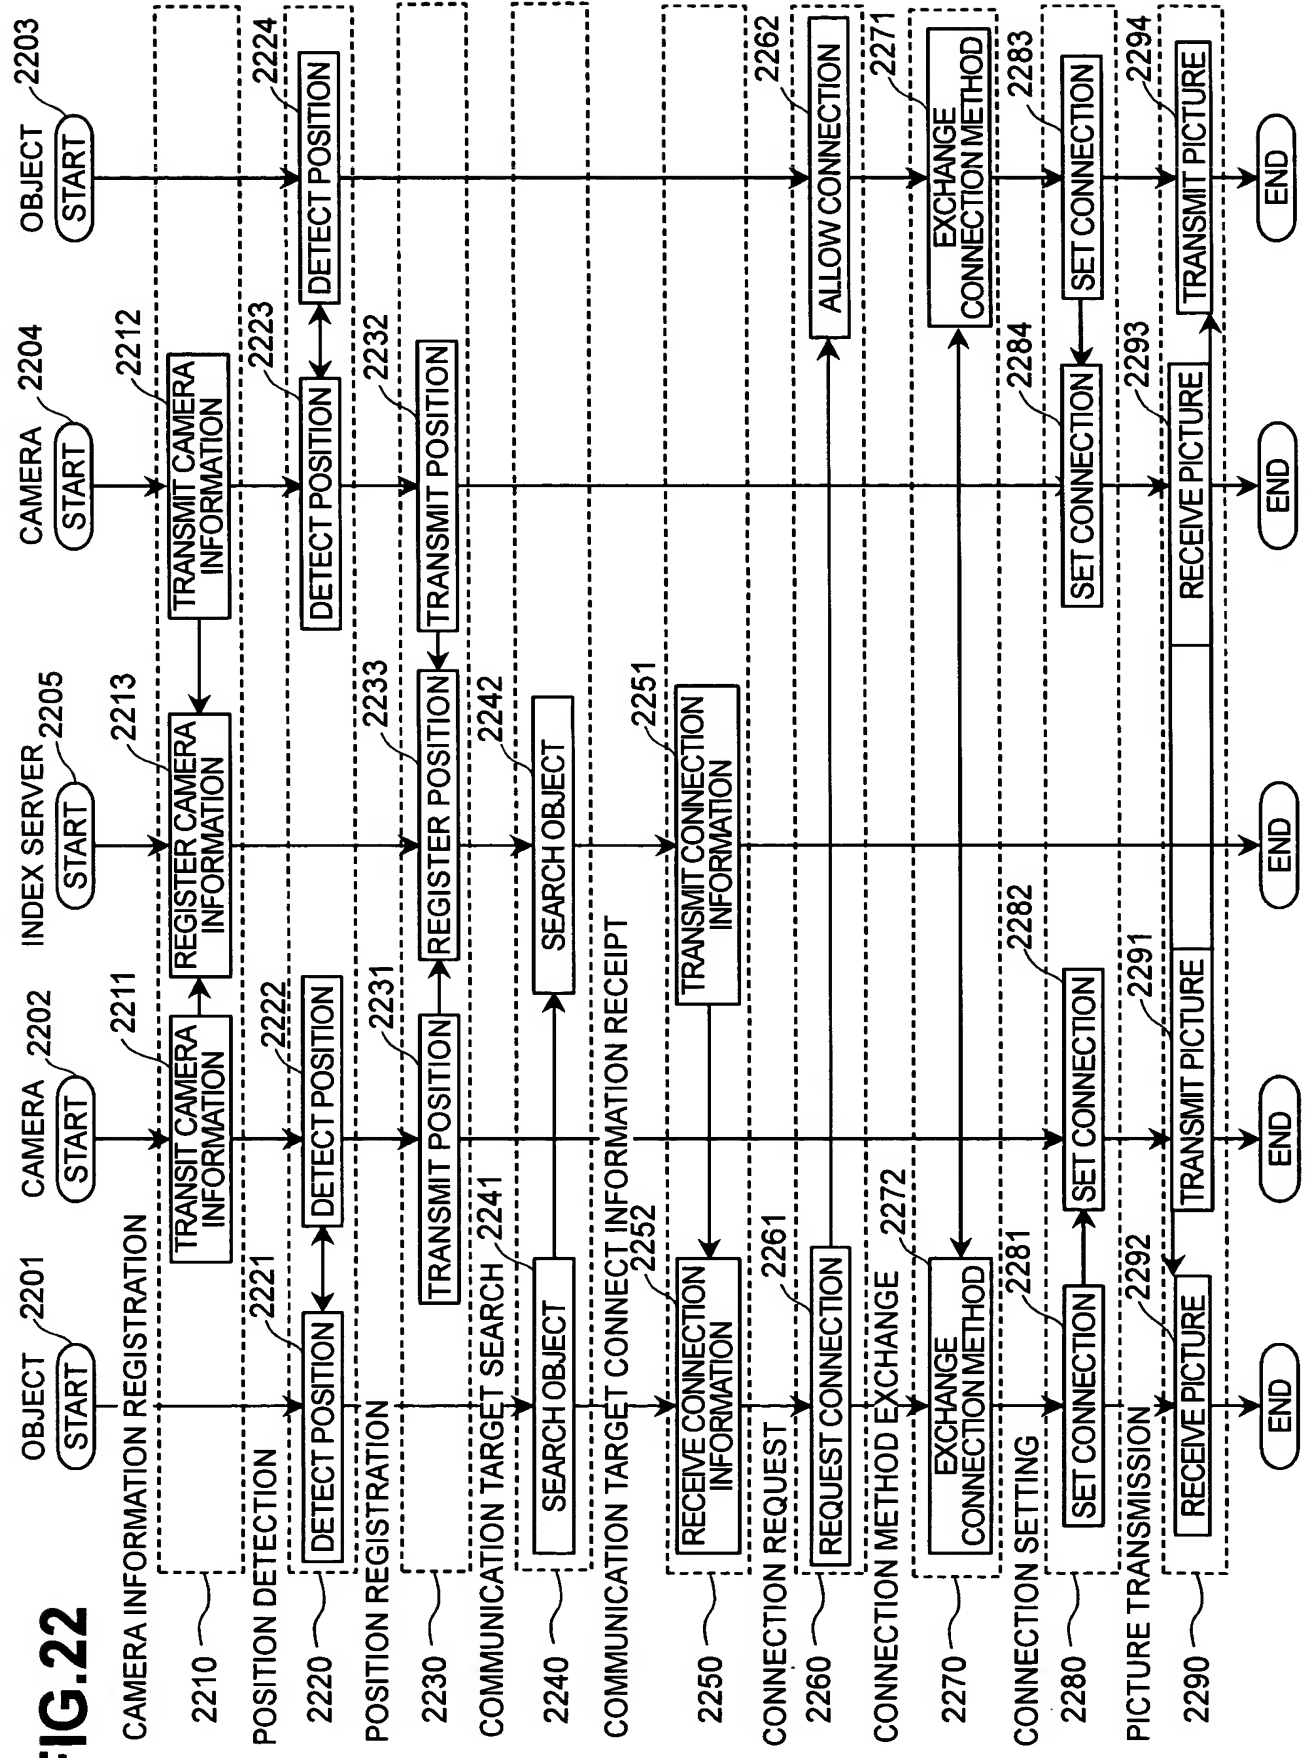 FIG.22
OBJECT 2201
START
CAMERA 2202
START
INDEX SERVER 2205
START
CAMERA 2204
START
OBJECT 2203
START
CAMERA INFORMATION REGISTRATION
2210
2211
TRANSIT CAMERA
INFORMATION
2213
REGISTER CAMERA
INFORMATION
2212
TRANSMIT CAMERA
INFORMATION
POSITION DETECTION
2220
2221
DETECT POSITION
2222
DETECT POSITION
2223
DETECT POSITION
2224
DETECT POSITION
POSITION REGISTRATION
2230
2231
TRANSMIT POSITION
2233
REGISTER POSITION
2232
TRANSMIT POSITION
COMMUNICATION TARGET SEARCH
2240
2241
SEARCH OBJECT
2242
SEARCH OBJECT
COMMUNICATION TARGET CONNECT INFORMATION RECEIPT
2250
2252
RECEIVE CONNECTION
INFORMATION
2251
TRANSMIT CONNECTION
INFORMATION
CONNECTION REQUEST
2260
2261
REQUEST CONNECTION
2262
ALLOW CONNECTION
CONNECTION METHOD EXCHANGE
2270
2272
EXCHANGE
CONNECTION METHOD
2271
EXCHANGE
CONNECTION METHOD
CONNECTION SETTING
2280
2281
SET CONNECTION
2282
SET CONNECTION
2284
SET CONNECTION
2283
SET CONNECTION
PICTURE TRANSMISSION
2290
2292
RECEIVE PICTURE
2291
TRANSMIT PICTURE
2293
RECEIVE PICTURE
2294
TRANSMIT PICTURE
END
END
END
END
END